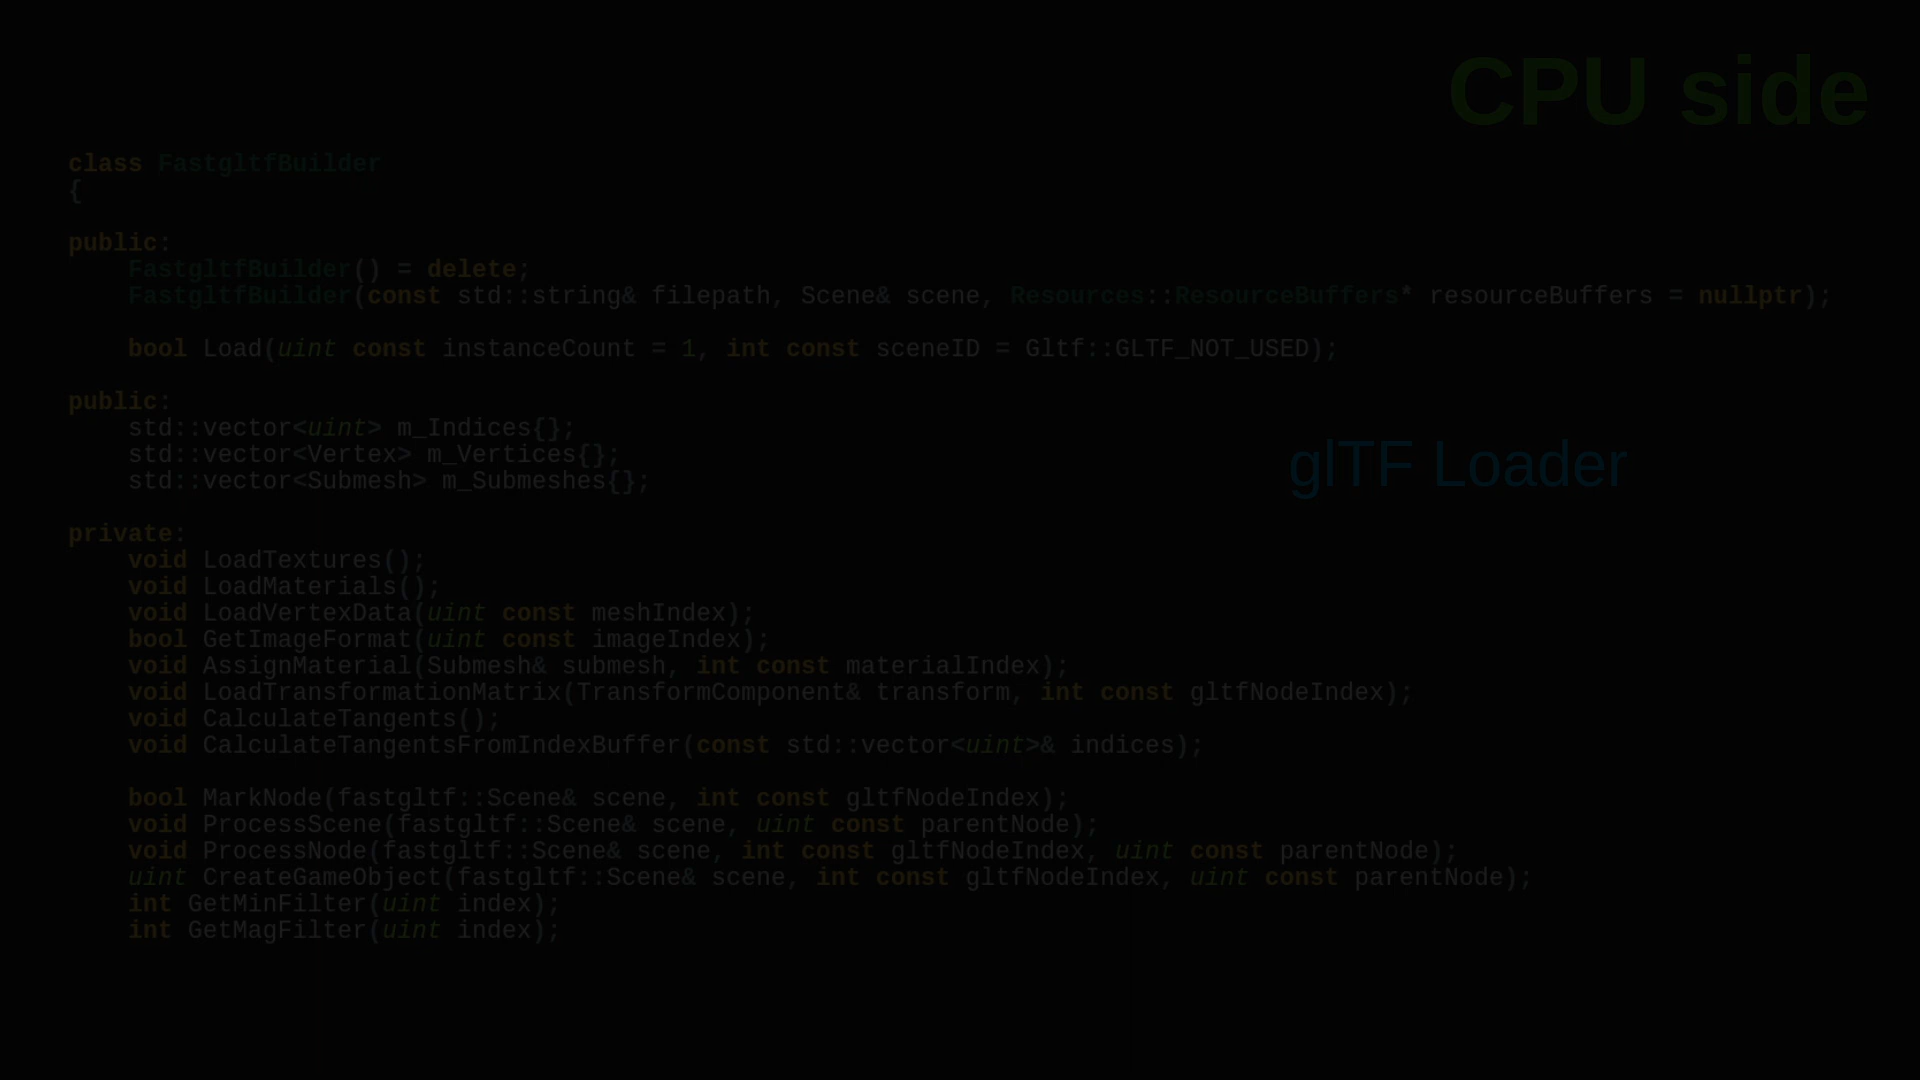 CPU side
class FastgltfBuilder
{
public:
    FastgltfBuilder() = delete;
    FastgltfBuilder(const std::string& filepath, Scene& scene, Resources::ResourceBuffers* resourceBuffers = nullptr);
    bool Load(uint const instanceCount = 1, int const sceneID = Gltf::GLTF_NOT_USED);
public:
    std::vector<uint> m_Indices{};
    std::vector<Vertex> m_Vertices{};
glTF Loader
    std::vector<Submesh> m_Submeshes{};
private:
    void LoadTextures();
    void LoadMaterials();
    void LoadVertexData(uint const meshIndex);
    bool GetImageFormat(uint const imageIndex);
    void AssignMaterial(Submesh& submesh, int const materialIndex);
    void LoadTransformationMatrix(TransformComponent& transform, int const gltfNodeIndex);
    void CalculateTangents();
    void CalculateTangentsFromIndexBuffer(const std::vector<uint>& indices);
    bool MarkNode(fastgltf::Scene& scene, int const gltfNodeIndex);
    void ProcessScene(fastgltf::Scene& scene, uint const parentNode);
    void ProcessNode(fastgltf::Scene& scene, int const gltfNodeIndex, uint const parentNode);
    uint CreateGameObject(fastgltf::Scene& scene, int const gltfNodeIndex, uint const parentNode);
    int GetMinFilter(uint index);
    int GetMagFilter(uint index);